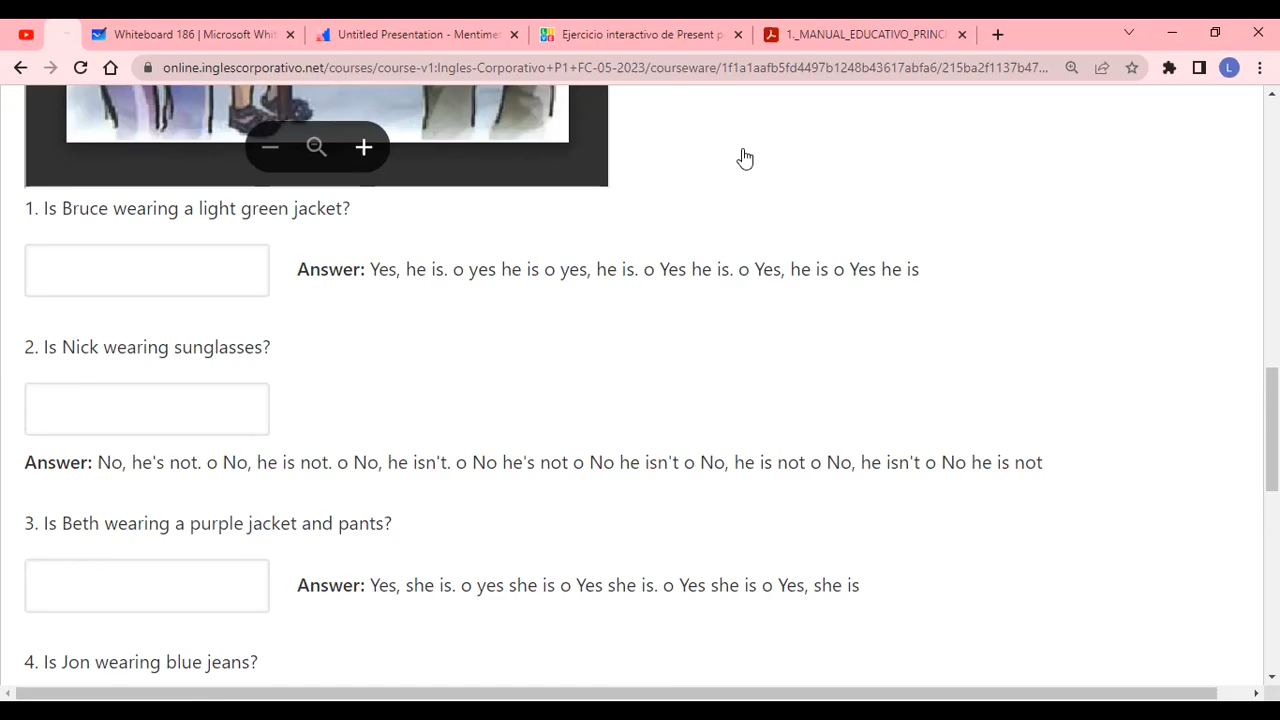 Whiteboard 186 | Microsoft Whit
Untitled Presentation - Mentimet
Ejercicio interactivo de Present p
1._MANUAL_EDUCATIVO_PRINCI
online.inglescorporativo.net/courses/course-v1:Ingles-Corporativo+P1+FC-05-2023/courseware/1f1a1aafb5fd4497b1248b43617abfa6/215ba2f1137b47...
L
1. Is Bruce wearing a light green jacket?
Answer: Yes, he is. o yes he is o yes, he is. o Yes he is. o Yes, he is o Yes he is
2. Is Nick wearing sunglasses?
Answer: No, he's not. o No, he is not. o No, he isn't. o No he's not o No he isn't o No, he is not o No, he isn't o No he is not
3. Is Beth wearing a purple jacket and pants?
Answer: Yes, she is. o yes she is o Yes she is. o Yes she is o Yes, she is
4. Is Jon wearing blue jeans?